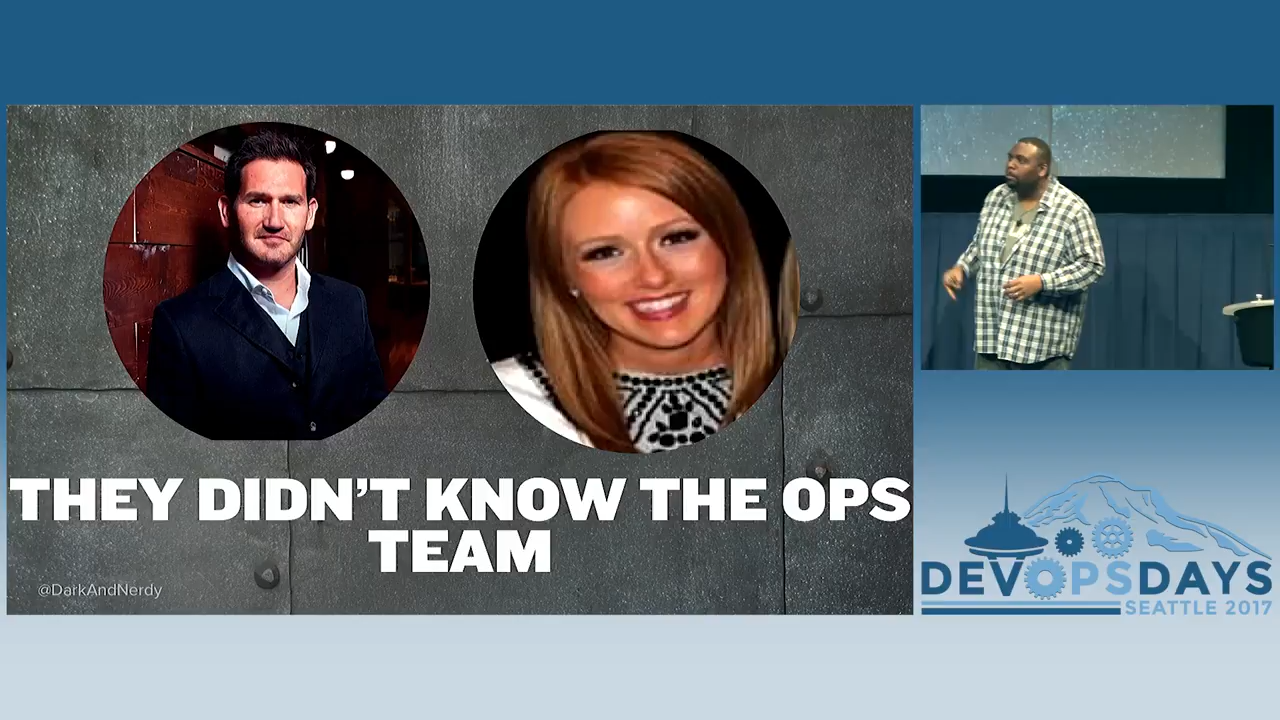 THEY DIDN'T KNOW THE OPS
TEAM
@DarkAndNerdy
DEVOPSDAYS
SEATTLE 2017